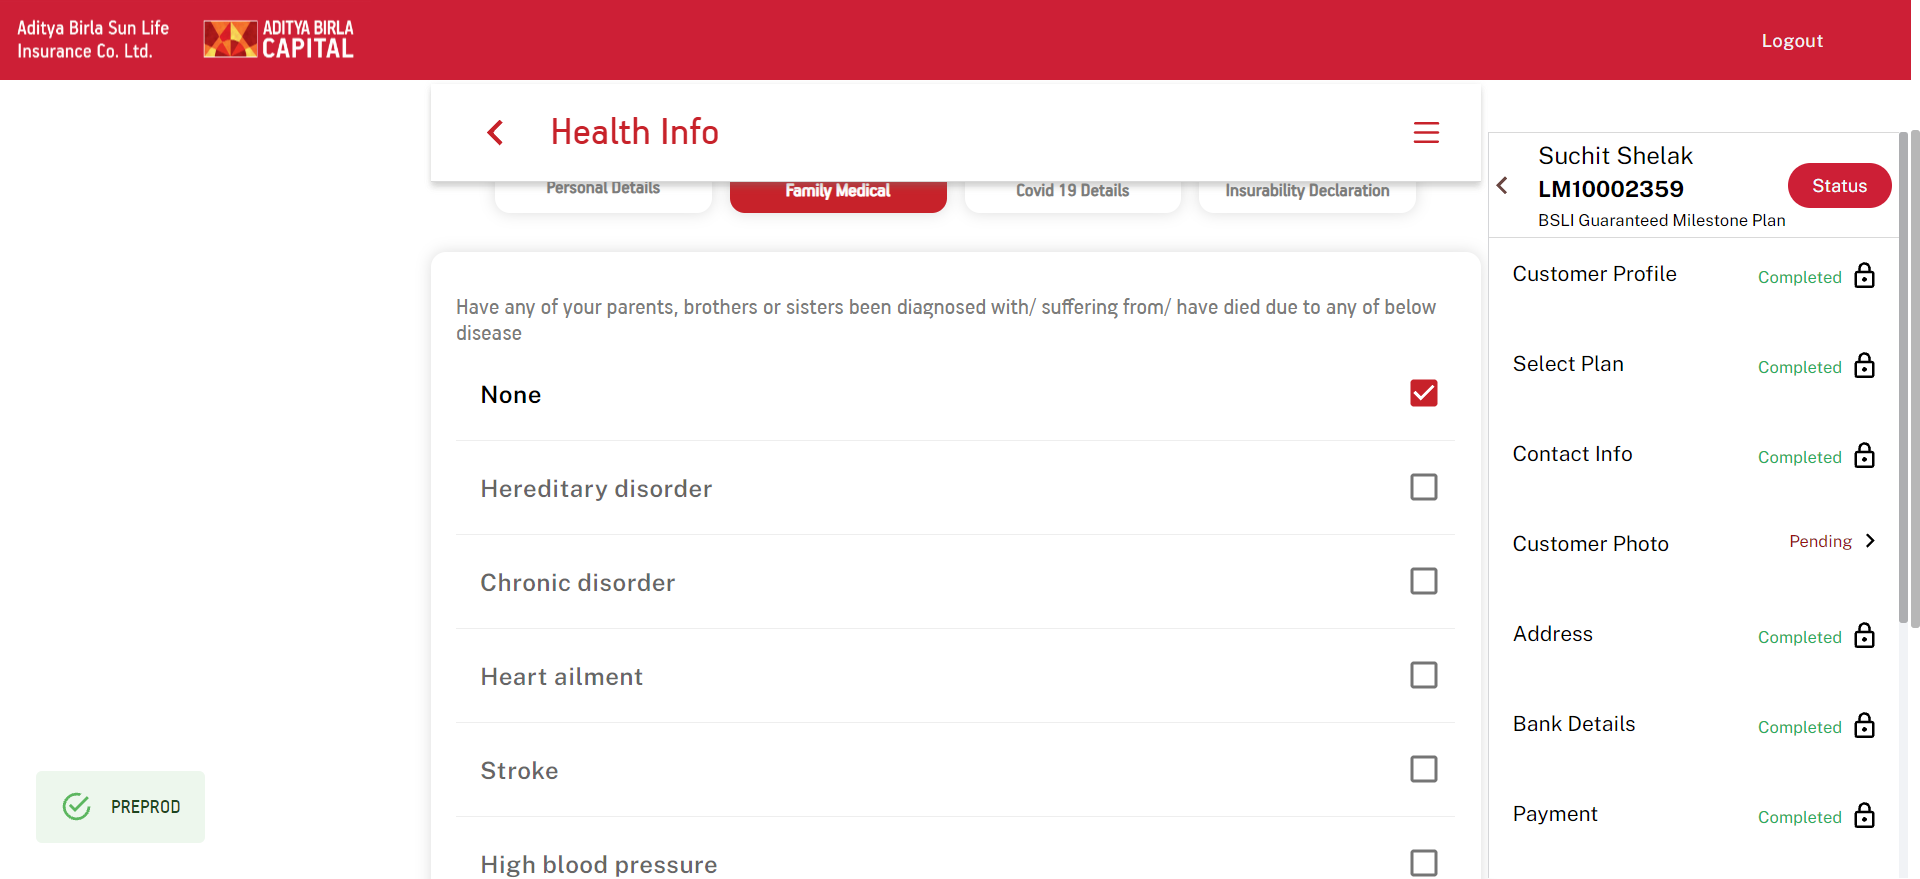 Aditya Birla Sun Life
Insurance Co. Ltd.
ADITYA BIRLA
CAPITAL
Logout
Health Info
Personal Details
Family Medical
Covid 19 Details
Insurability Declaration
Have any of your parents, brothers or sisters been diagnosed with/ suffering from/ have died due to any of below
disease
None
Hereditary disorder
Chronic disorder
Heart ailment
Stroke
High blood pressure
PREPROD
Suchit Shelak
LM10002359
BSLI Guaranteed Milestone Plan
Status
Customer Profile Completed
Select Plan Completed
Contact Info Completed
Customer Photo Pending
Address Completed
Bank Details Completed
Payment Completed